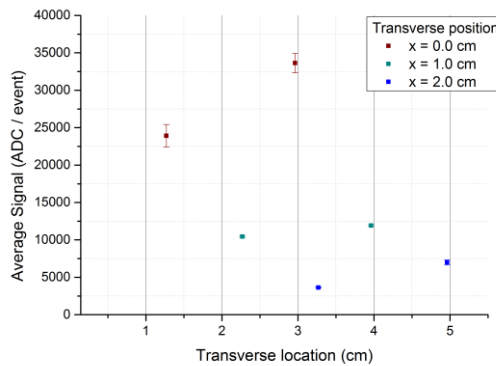 40000
35000
30000
25000
20000
15000
10000
5000
0
Average Signal (ADC / event)
Transverse position
x = 0.0 cm
x = 1.0 cm
x = 2.0 cm
1 2 3 4 5
Transverse location (cm)